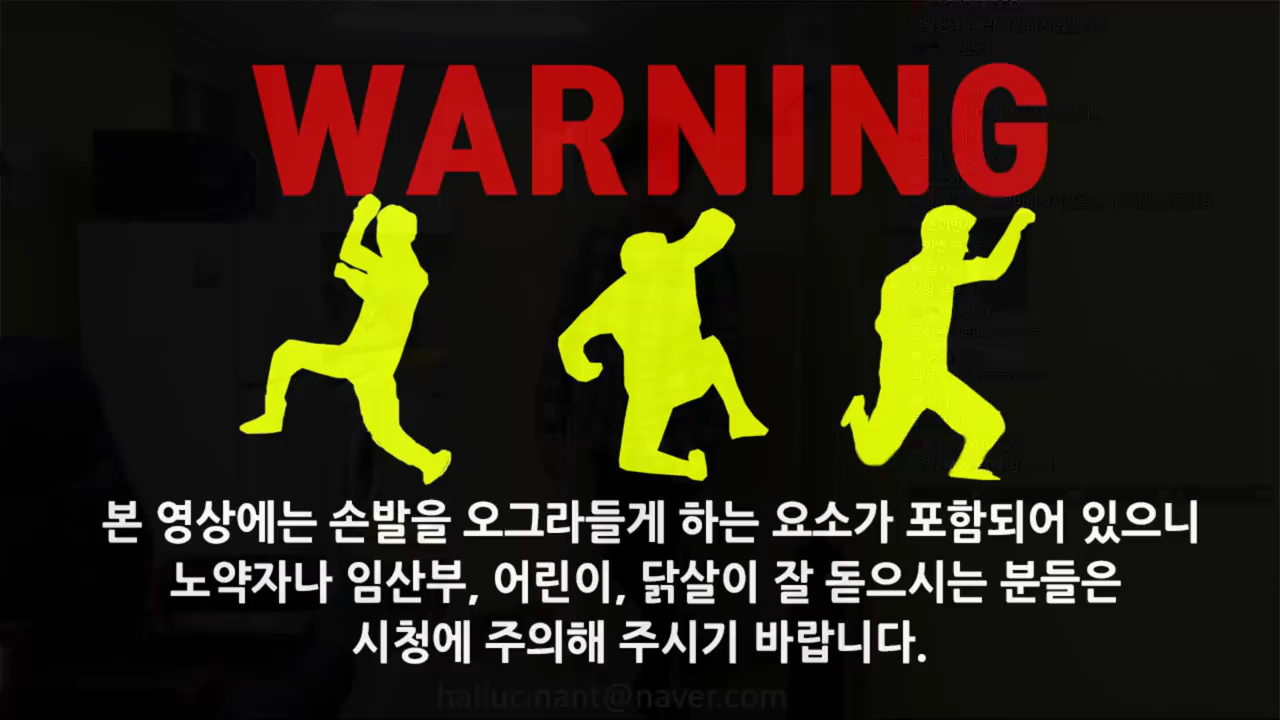 WARNING
본 영상에는 손발을 오그라들게 하는 요소가 포함되어 있으니
노약자나 임산부, 어린이, 닭살이 잘 돋으시는 분들은
시청에 주의해 주시기 바랍니다.
hallucinant@naver.com